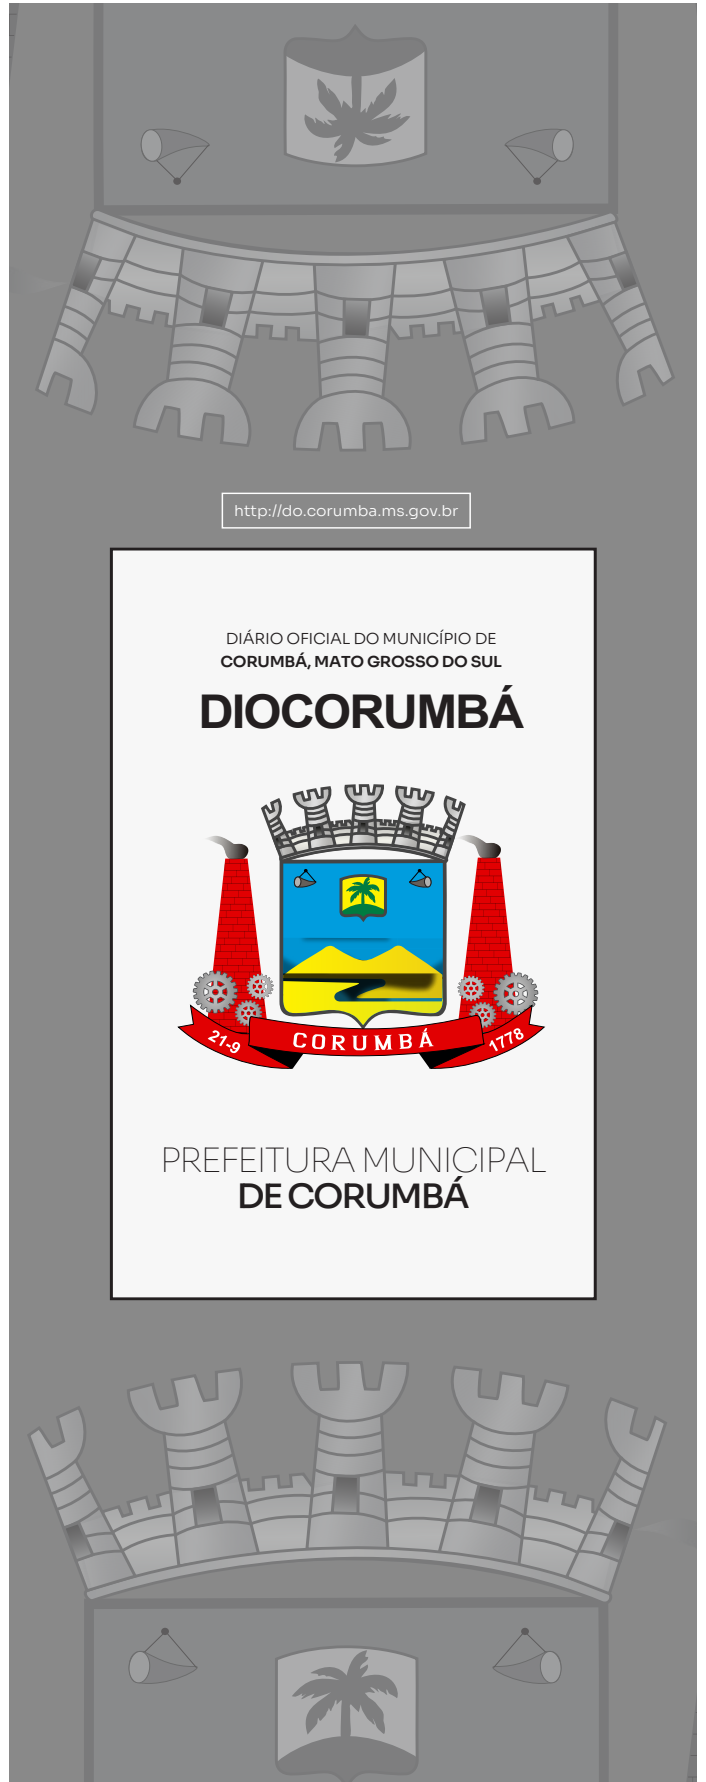 http://do.corumba.ms.gov.br
DIÁRIO OFICIAL DO MUNICÍPIO DE
CORUMBÁ, MATO GROSSO DO SUL
DIOCORUMBÁ
21-9
CORUMBÁ
1778
PREFEITURA MUNICIPAL
DE CORUMBÁ